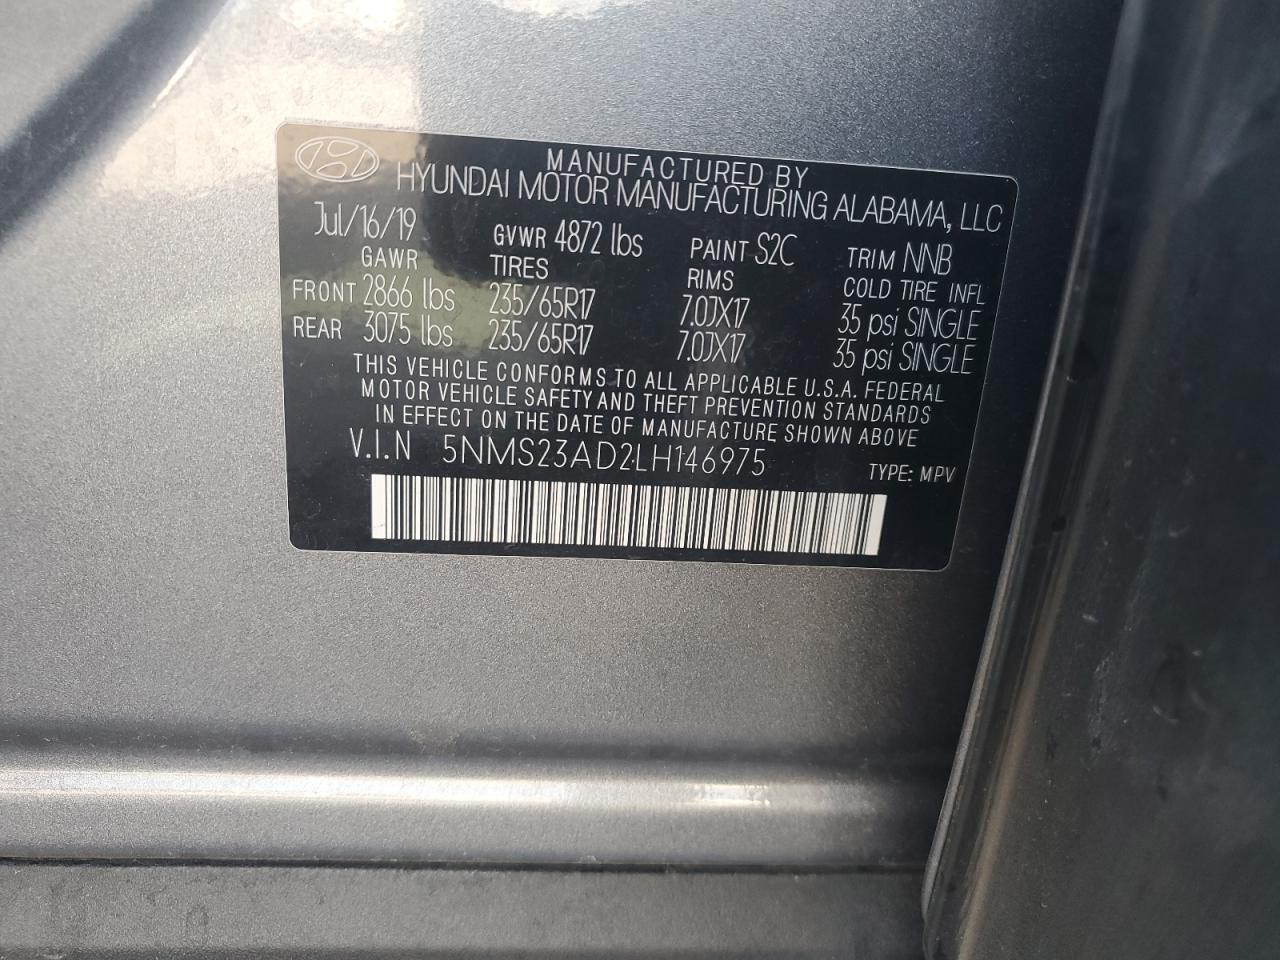 MANUFACTURED BY
HYUNDAI MOTOR MANUFACTURING ALABAMA, LLC
Jul/16/19 GVWR 4872 lbs PAINT S2C TRIM NNB
GAWR TIRES RIMS COLD TIRE INFL
FRONT 2866 lbs 235/65R17 7.0JX17 35 psi SINGLE
REAR 3075 lbs 235/65R17 7.0JX17 35 psi SINGLE
THIS VEHICLE CONFORMS TO ALL APPLICABLE U.S.A. FEDERAL
MOTOR VEHICLE SAFETY AND THEFT PREVENTION STANDARDS
IN EFFECT ON THE DATE OF MANUFACTURE SHOWN ABOVE
V.I.N 5NMS23AD2LH146975 TYPE: MPV